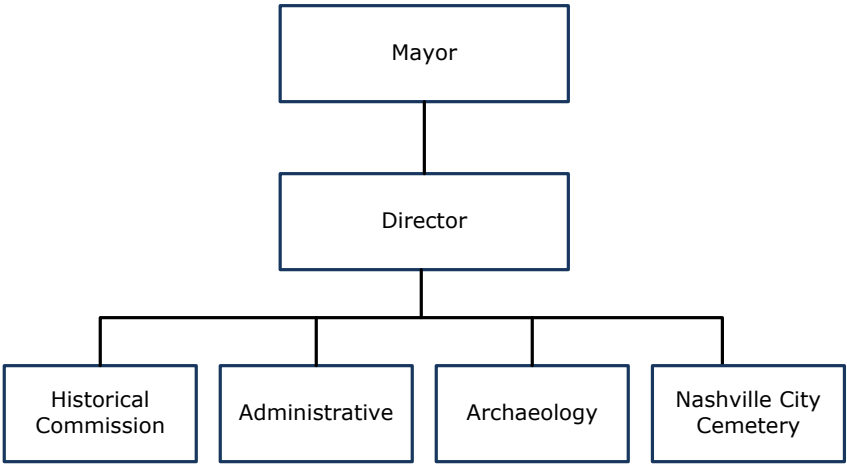 Mayor
Director
Historical
Commission
Administrative
Archaeology
Nashville City
Cemetery